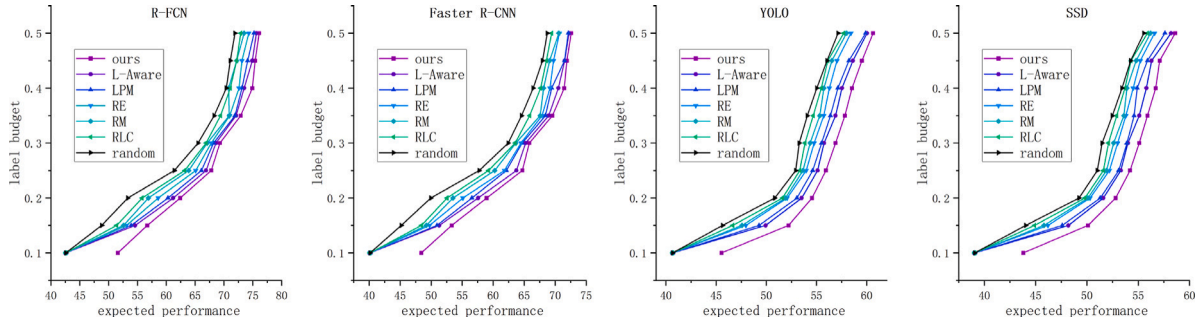 R-FCN
label budget
0.5
0.4
0.3
0.2
0.1
ours
L-Aware
LPM
RE
RM
RLC
random
40 45 50 55 60 65 70 75 80
expected performance
Faster R-CNN
label budget
0.5
0.4
0.3
0.2
0.1
ours
L-Aware
LPM
RE
RM
RLC
random
40 45 50 55 60 65 70 75
expected performance
YOLO
label budget
0.5
0.4
0.3
0.2
0.1
ours
L-Aware
LPM
RE
RM
RLC
random
40 45 50 55 60
expected performance
SSD
label budget
0.5
0.4
0.3
0.2
0.1
ours
L-Aware
LPM
RE
RM
RLC
random
40 45 50 55 60
expected performance